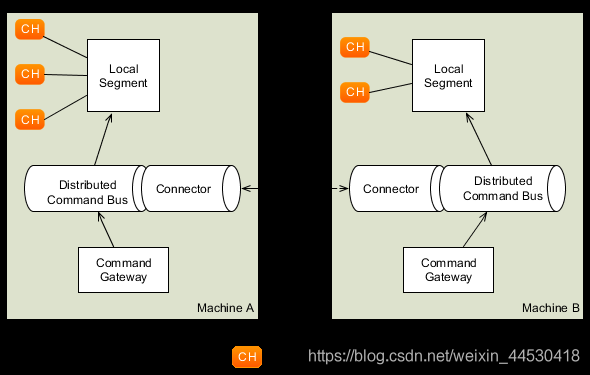 CH
CH
CH
Local
Segment
Distributed
Command Bus
Connector
Command
Gateway
Machine A
CH
CH
Local
Segment
Connector
Distributed
Command Bus
Command
Gateway
Machine B
CH
https://blog.csdn.net/weixin_44530418